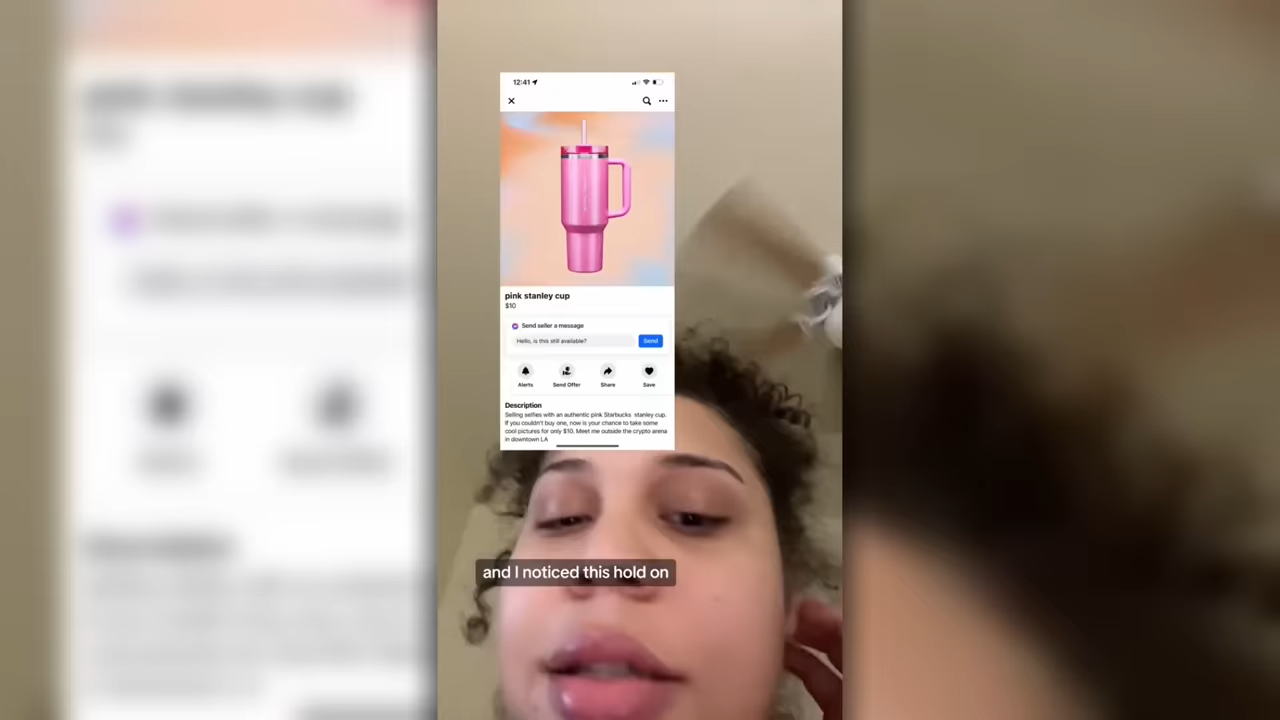 12:41
pink stanley cup
$10
Send seller a message
Hello, is this still available?
Send
Alerts
Send Offer
Share
Save
Description
Selling selfies with an authentic pink Starbucks stanley cup.
If you couldn't buy one, now is your chance to take some
cool pictures for only $10. Meet me outside the crypto arena
in downtown LA
and I noticed this hold on